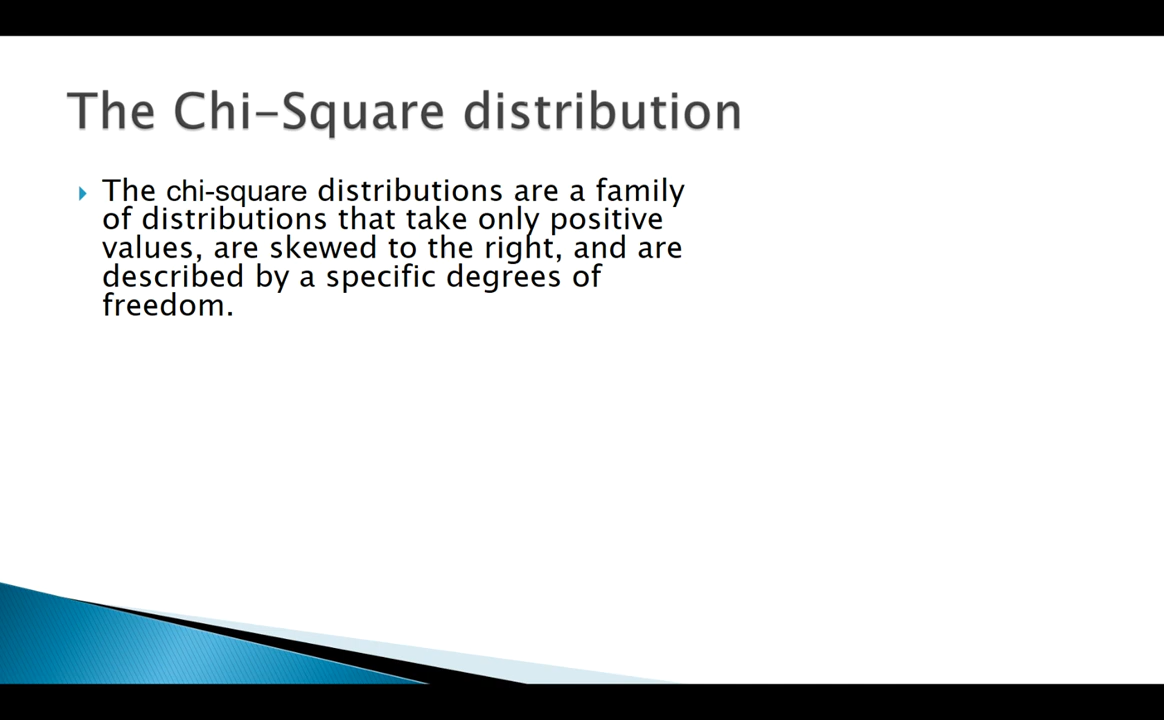 The Chi-Square distribution
The chi-square distributions are a family
of distributions that take only positive
values, are skewed to the right, and are
described by a specific degrees of
freedom.